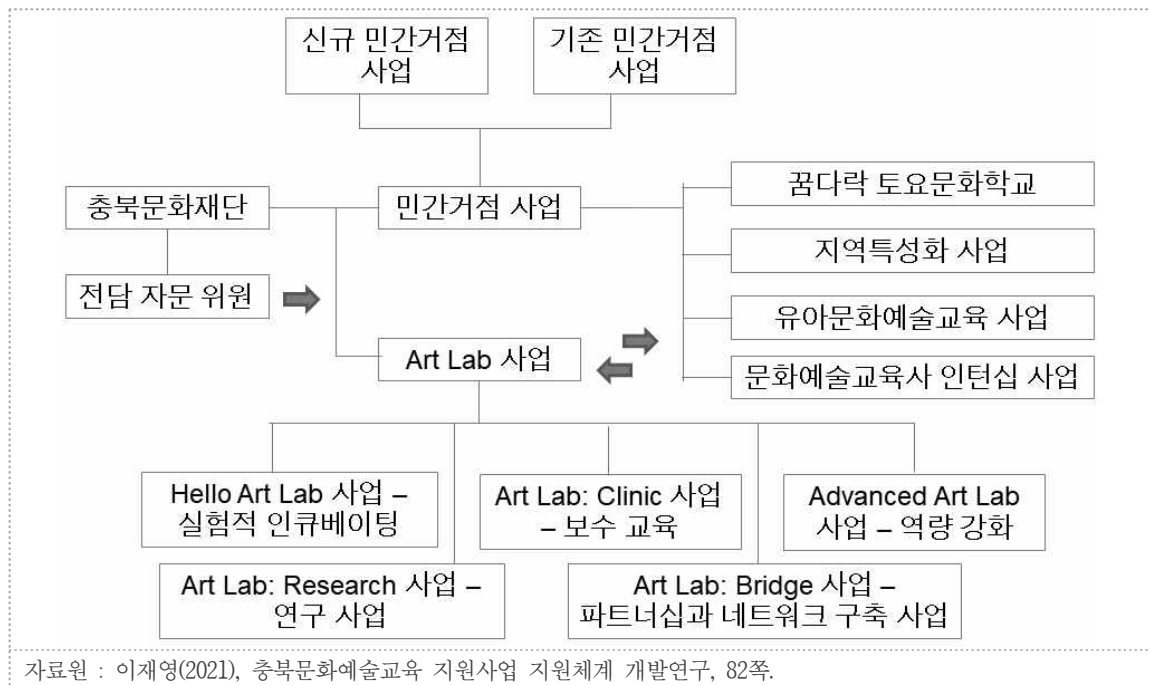 신규 민간거점
사업
기존 민간거점
사업
충북문화재단
민간거점 사업
꿈다락 토요문화학교
지역특성화 사업
전담 자문 위원
유아문화예술교육 사업
Art Lab 사업
문화예술교육사 인턴십 사업
Hello Art Lab 사업 –
실험적 인큐베이팅
Art Lab: Clinic 사업
– 보수 교육
Advanced Art Lab
사업 – 역량 강화
Art Lab: Research 사업 –
연구 사업
Art Lab: Bridge 사업 –
파트너십과 네트워크 구축 사업
자료원 : 이재영(2021), 충북문화예술교육 지원사업 지원체계 개발연구, 82쪽.